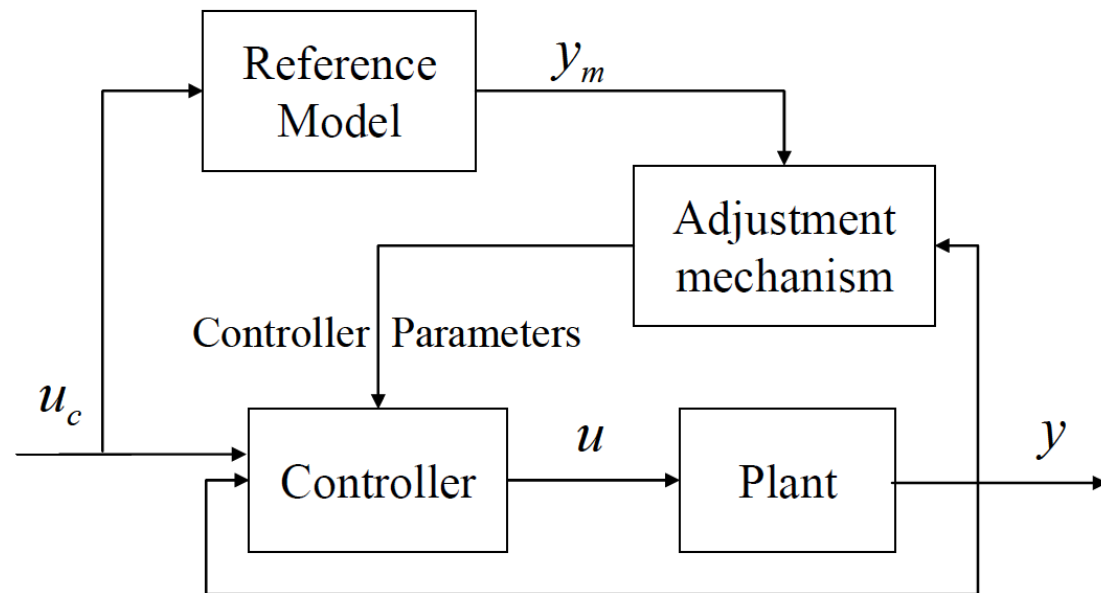 Reference
Model
y_m
Adjustment
mechanism
Controller Parameters
u_c
Controller
u
Plant
y